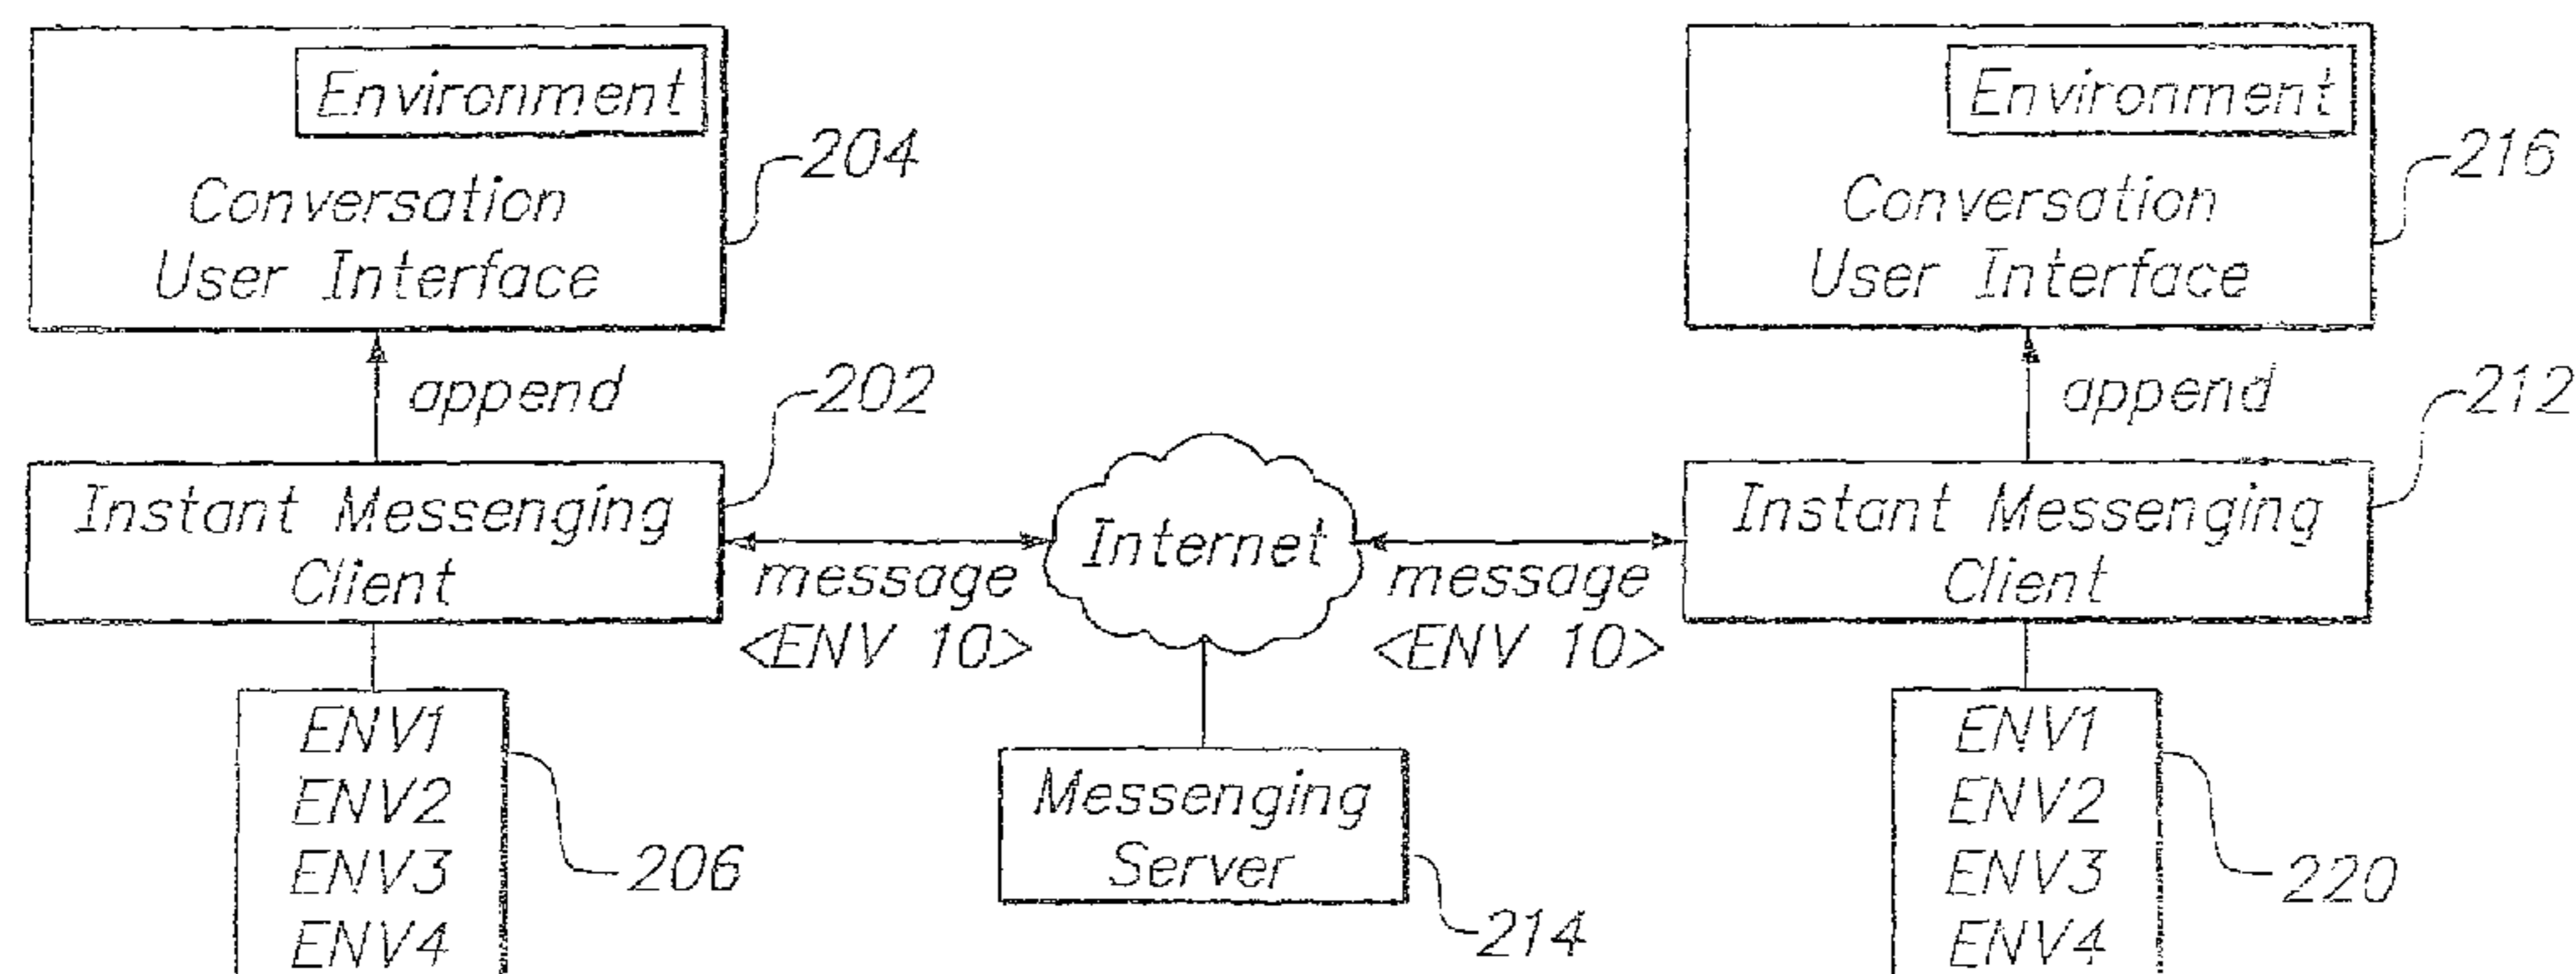 Environment
Conversation
User Interface
204
append
202
Instant Messenging
Client
message
<ENV 10>
ENV1
ENV2
ENV3
ENV4
206
Internet
Messenging
Server
214
message
<ENV 10>
Environment
Conversation
User Interface
216
append
212
Instant Messenging
Client
ENV1
ENV2
ENV3
ENV4
220